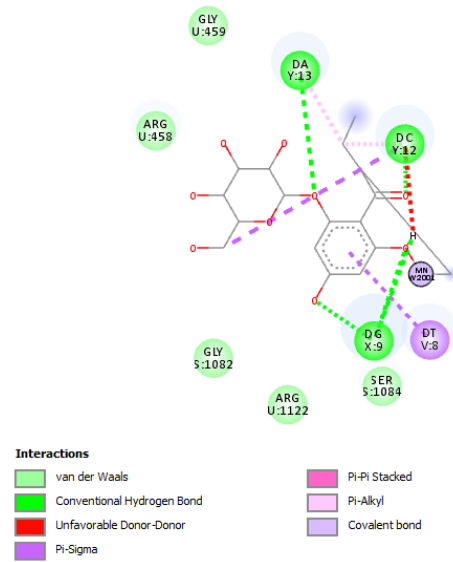 GLY
U:459
DA
Y:13
ARG
U:458
DC
Y:12
O
O
O
O
O
O
O
O
O
H
O
MN
W:2001
O
DG
X:9
DT
V:8
GLY
S:1082
SER
S:1084
ARG
U:1122
Interactions
van der Waals
Conventional Hydrogen Bond
Unfavorable Donor-Donor
Pi-Sigma
Pi-Pi Stacked
Pi-Alkyl
Covalent bond